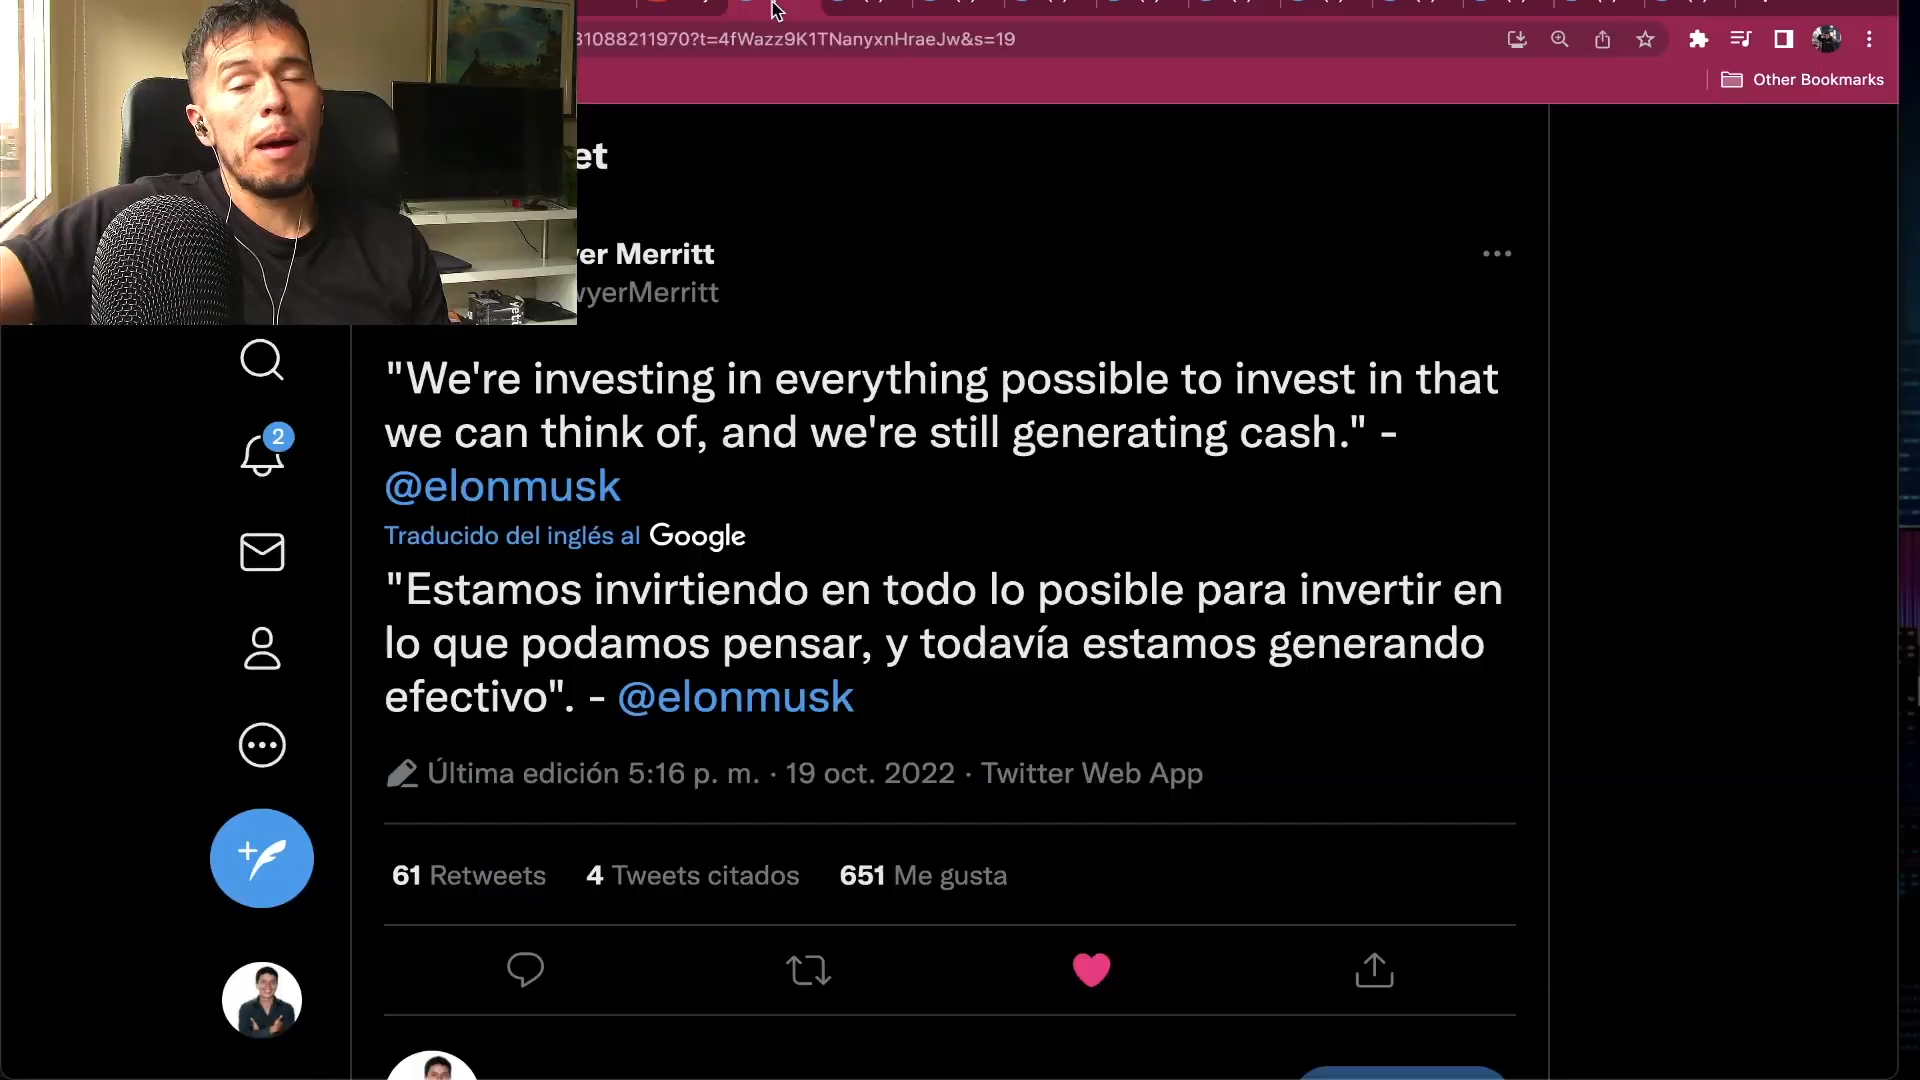 31088211970?t=4fWazz9K1TNanyxnHraeJw&s=19
Other Bookmarks
et
er Merritt
wyerMerritt
"We're investing in everything possible to invest in that
we can think of, and we're still generating cash." -
@elonmusk
Traducido del inglés al Google
"Estamos invirtiendo en todo lo posible para invertir en
lo que podamos pensar, y todavía estamos generando
efectivo". - @elonmusk
Última edición 5:16 p. m. · 19 oct. 2022 · Twitter Web App
61 Retweets 4 Tweets citados 651 Me gusta
2
yeti